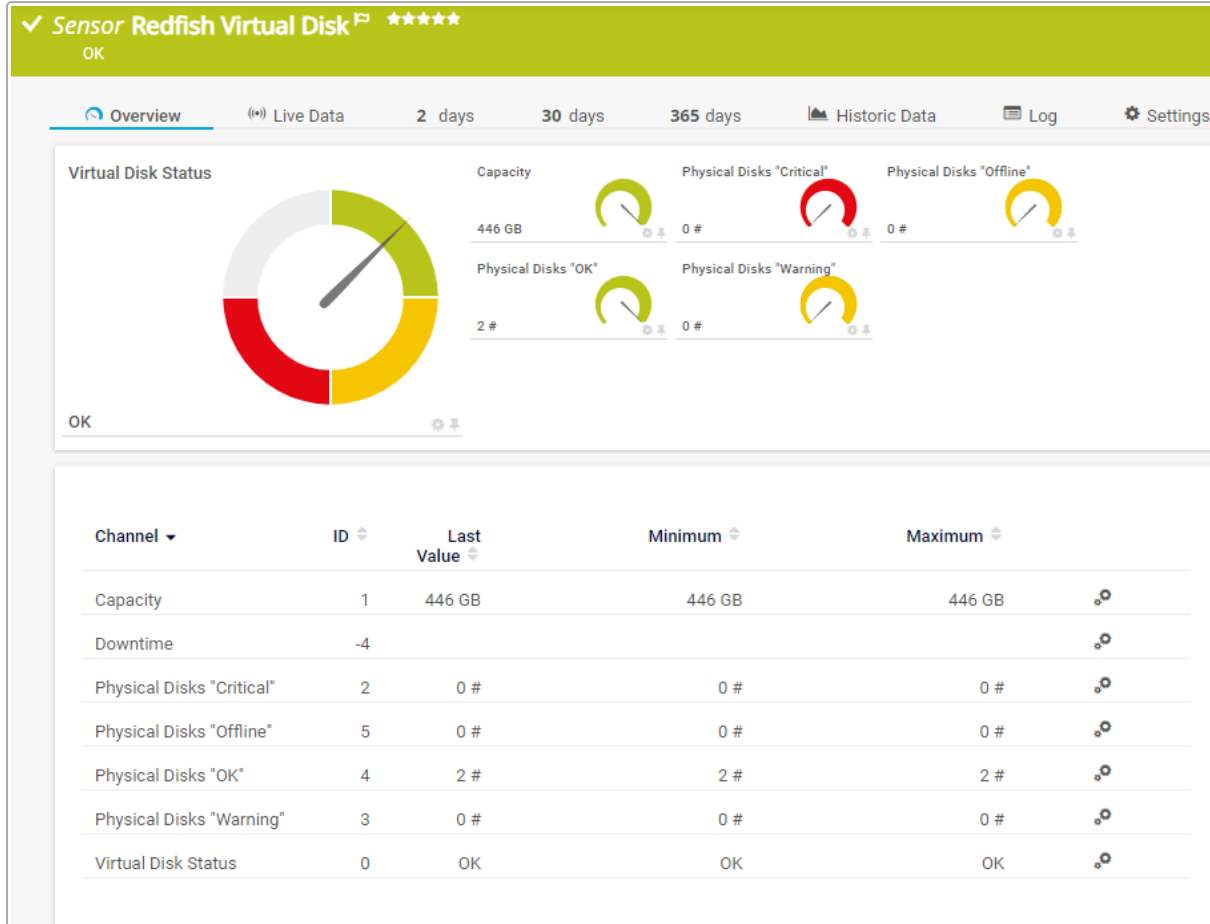 Sensor Redfish Virtual Disk
OK
Overview Live Data 2 days 30 days 365 days Historic Data Log Settings
Virtual Disk Status
OK
Capacity
446 GB
Physical Disks "Critical"
0 #
Physical Disks "Offline"
0 #
Physical Disks "OK"
2 #
Physical Disks "Warning"
0 #
Channel ID Last Value Minimum Maximum
Capacity 1 446 GB 446 GB 446 GB
Downtime -4
Physical Disks "Critical" 2 0 # 0 # 0 #
Physical Disks "Offline" 5 0 # 0 # 0 #
Physical Disks "OK" 4 2 # 2 # 2 #
Physical Disks "Warning" 3 0 # 0 # 0 #
Virtual Disk Status 0 OK OK OK